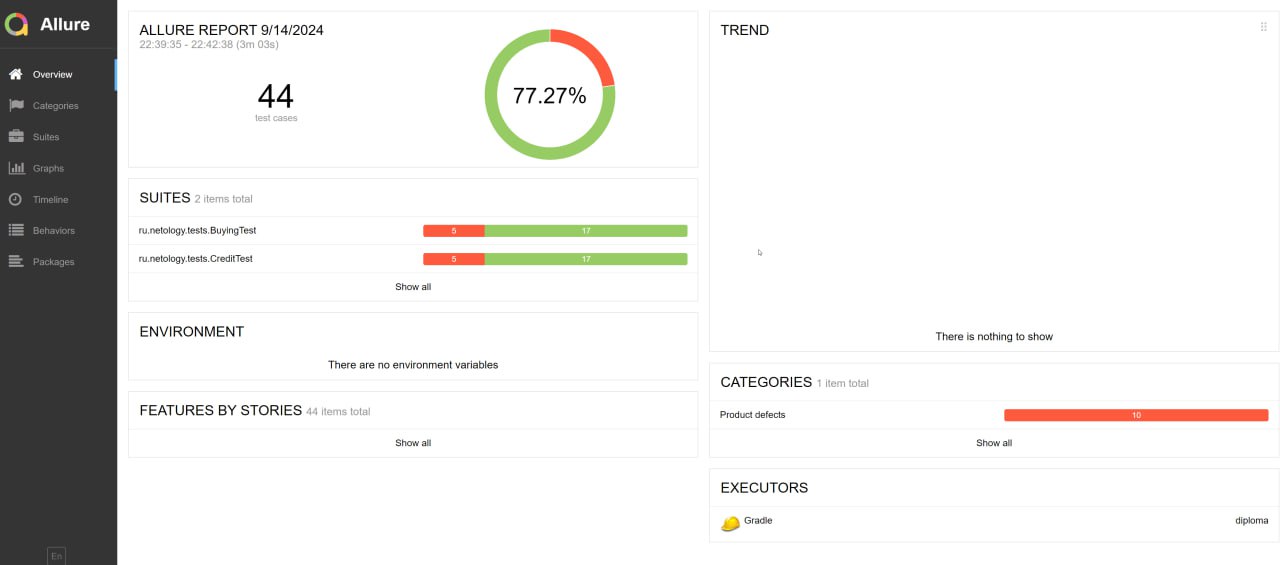 Allure
Overview
Categories
Suites
Graphs
Timeline
Behaviors
Packages
En
ALLURE REPORT 9/14/2024
22:39:35 - 22:42:38 (3m 03s)
44
test cases
77.27%
SUITES 2 items total
ru.netology.tests.BuyingTest 5 17
ru.netology.tests.CreditTest 5 17
Show all
ENVIRONMENT
There are no environment variables
FEATURES BY STORIES 44 items total
Show all
TREND
There is nothing to show
CATEGORIES 1 item total
Product defects 10
Show all
EXECUTORS
Gradle diploma